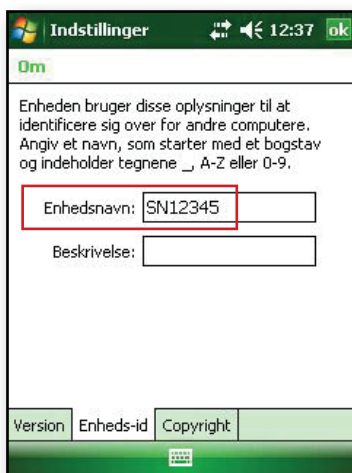 Indstillinger 12:37 ok
Om
Enheden bruger disse oplysninger til at
identificere sig over for andre computere.
Angiv et navn, som starter med et bogstav
og indeholder tegnene _, A-Z eller 0-9.
Enhedsnavn: SN12345
Beskrivelse:
Version Enheds-id Copyright